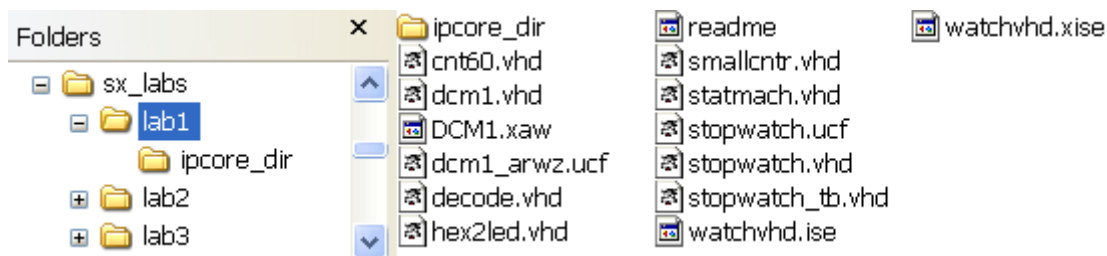 Folders
sx_labs
lab1
ipcore_dir
lab2
lab3
ipcore_dir
cnt60.vhd
dcm1.vhd
DCM1.xaw
dcm1_arwz.ucf
decode.vhd
hex2led.vhd
readme
smallcntr.vhd
statmach.vhd
stopwatch.ucf
stopwatch.vhd
stopwatch_tb.vhd
watchvhd.ise
watchvhd.xise